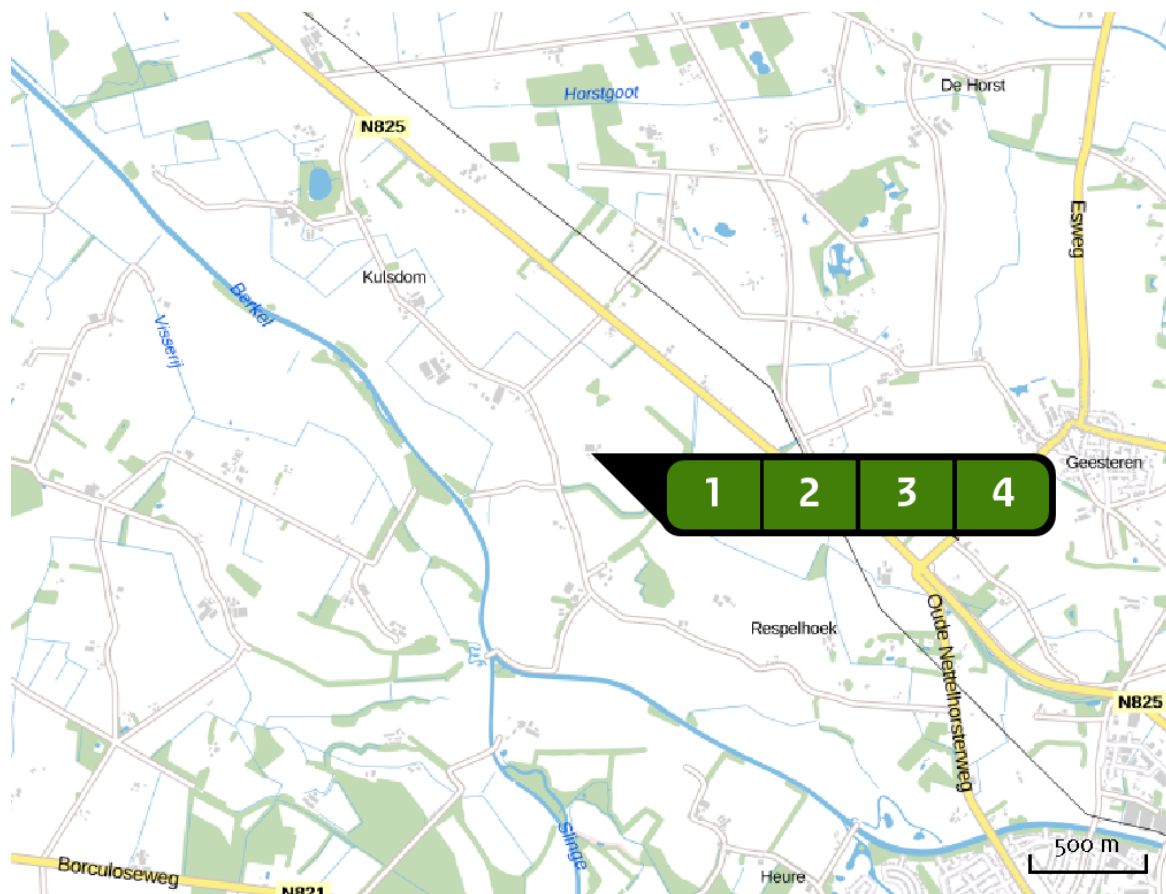 De Horst
Horstgoot
N825
Esweg
Kulsdom
Berkel
Visserij
Geesteren
1 2 3 4
Oude Nettelhorsterweg
Respelhoek
N825
500 m
Slinge
Borculoseweg
Heure
N821